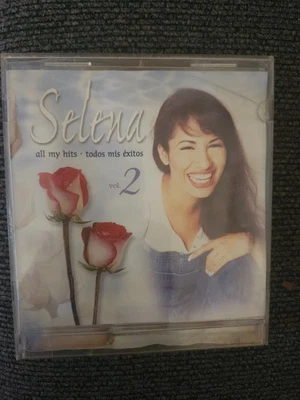 Selena
all my hits · todos mis éxitos
vol. 2